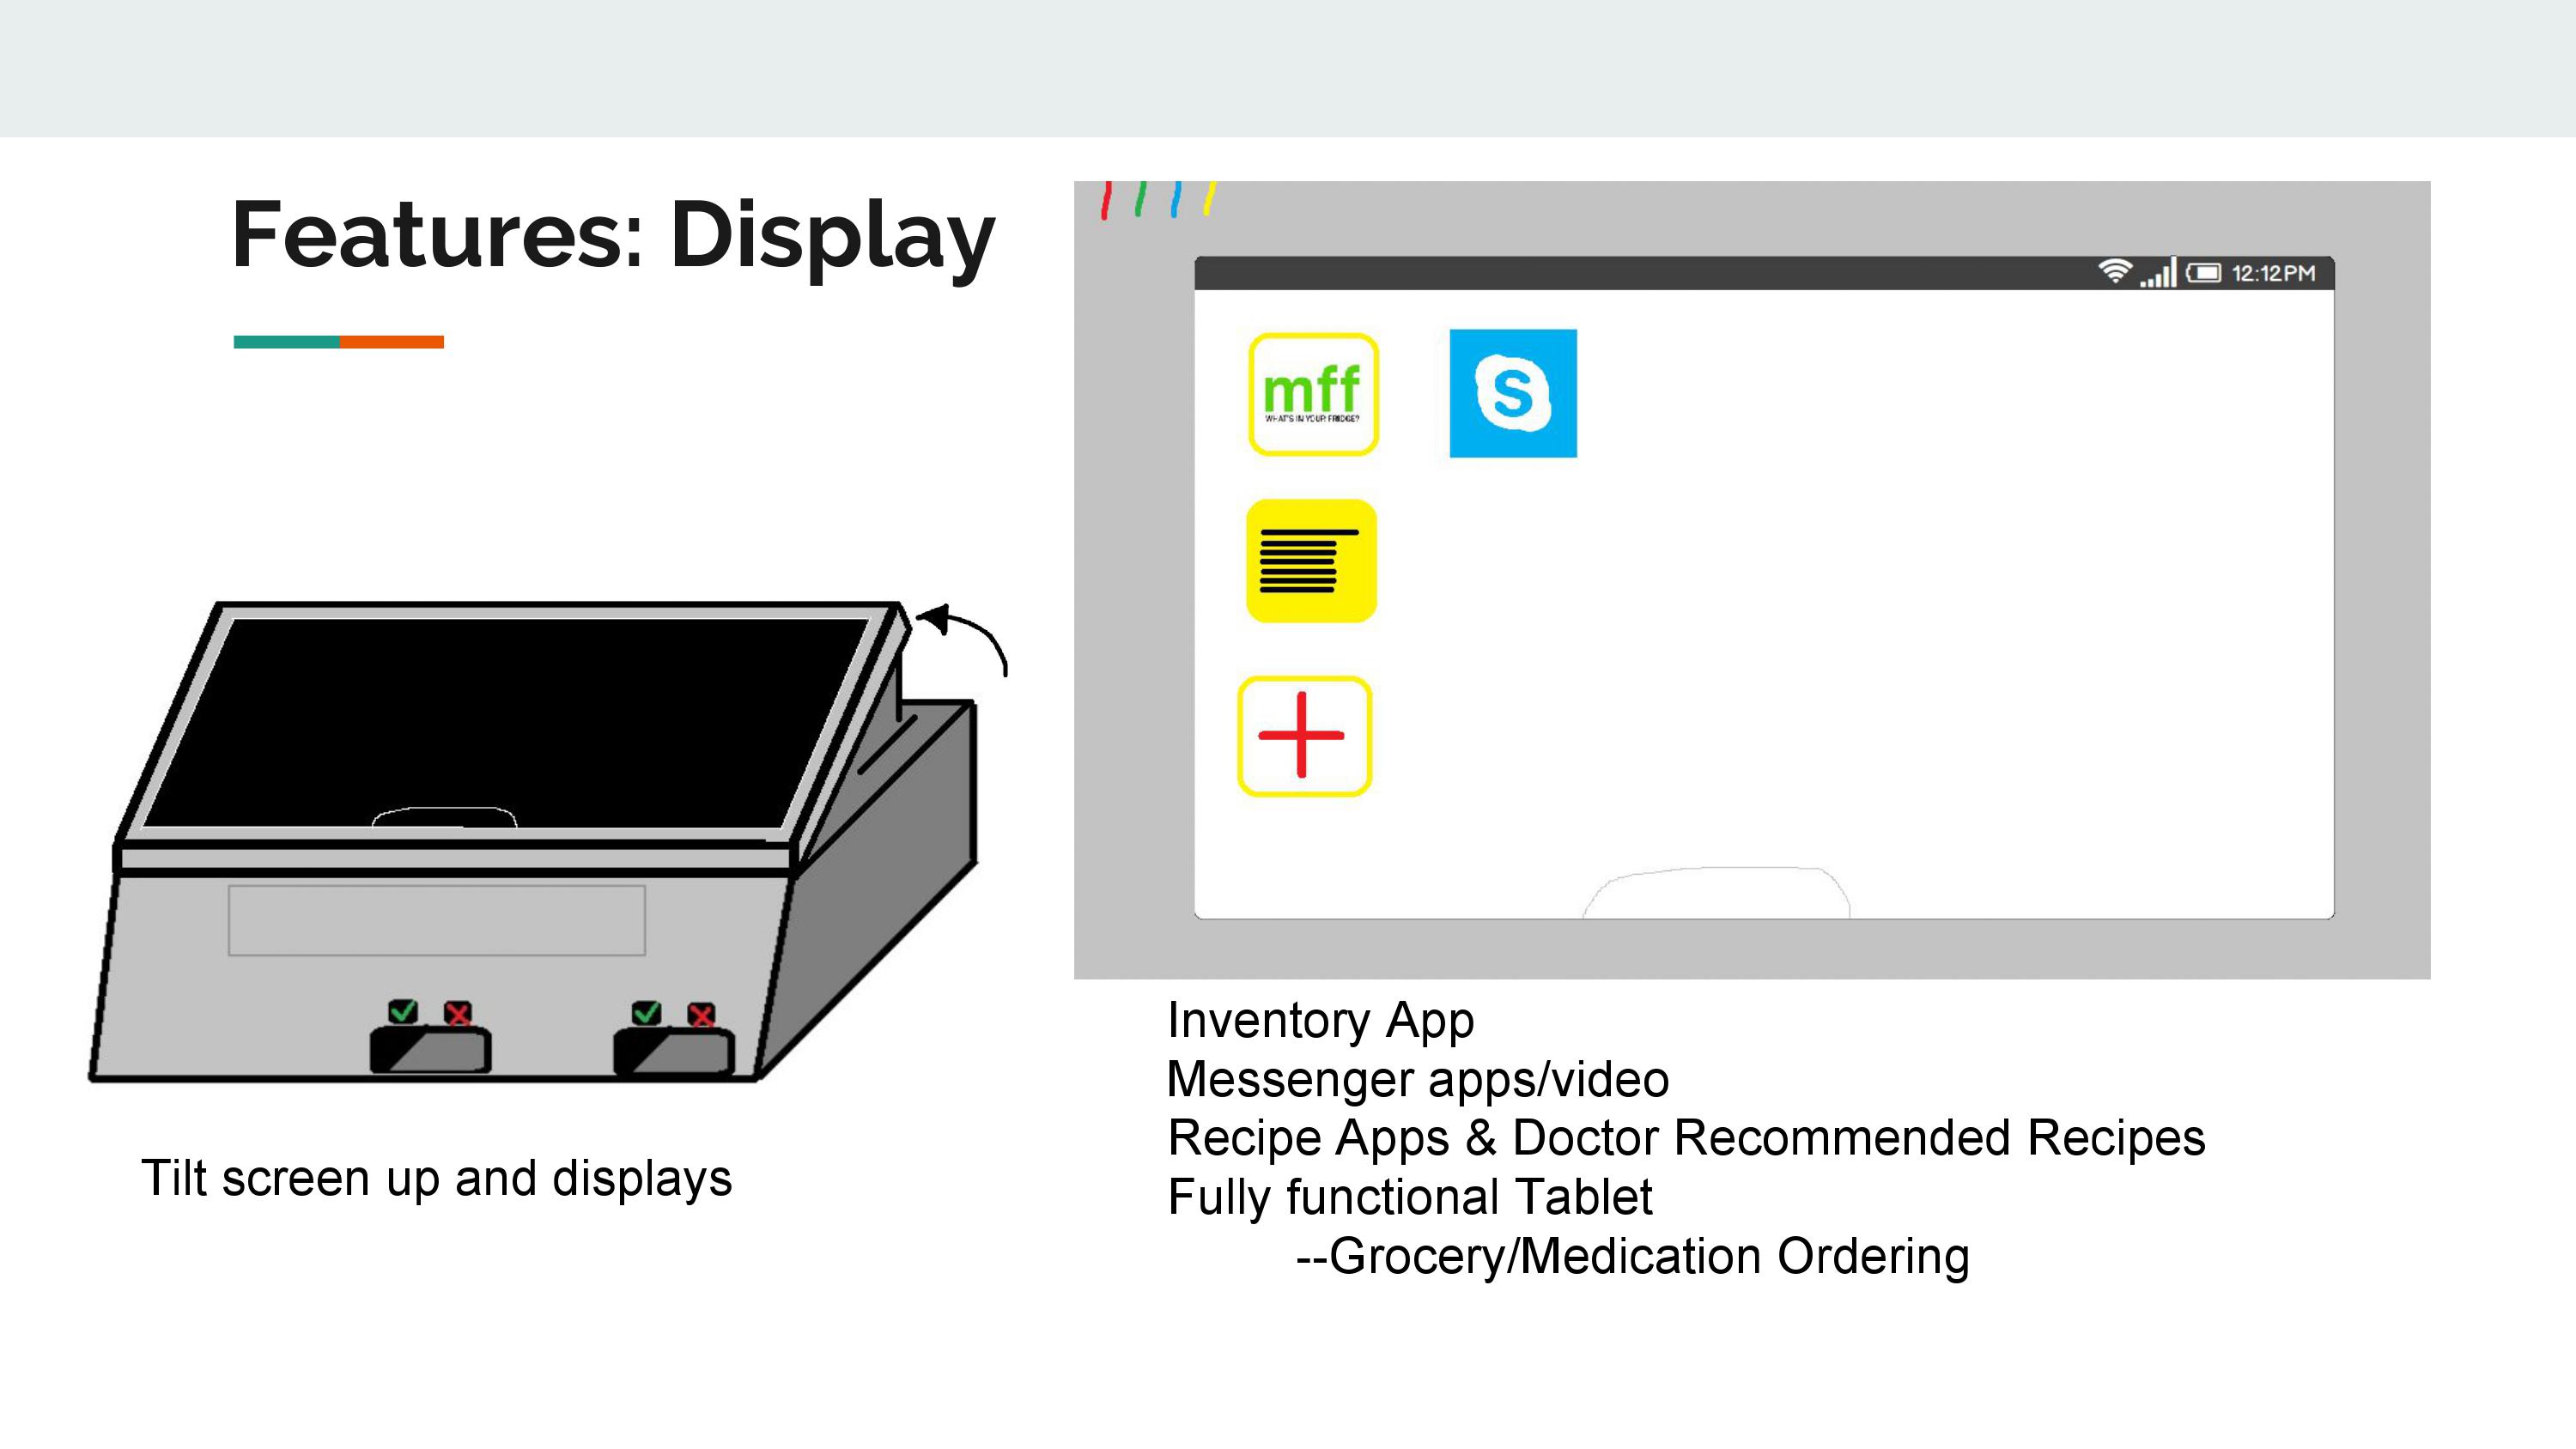 Features: Display
12:12PM
mff
WHAT'S IN YOUR FRIDGE?
S
Tilt screen up and displays
Inventory App
Messenger apps/video
Recipe Apps & Doctor Recommended Recipes
Fully functional Tablet
--Grocery/Medication Ordering